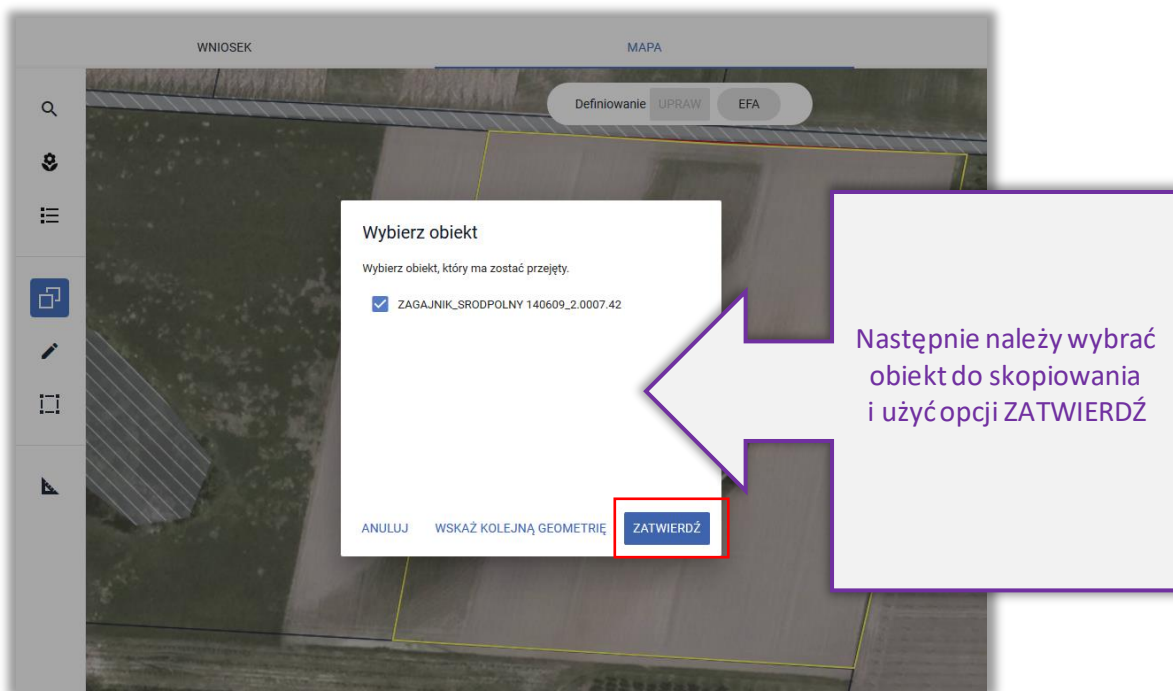 WNIOSEK
MAPA
Definiowanie UPRAW EFA
Wybierz obiekt
Wybierz obiekt, który ma zostać przejęty.
ZAGAJNIK_SRODPOLNY 140609_2.0007.42
ANULUJ WSKAŻ KOLEJNĄ GEOMETRIĘ ZATWIERDŹ
Następnie należy wybrać
obiekt do skopiowania
i użyć opcji ZATWIERDŹ